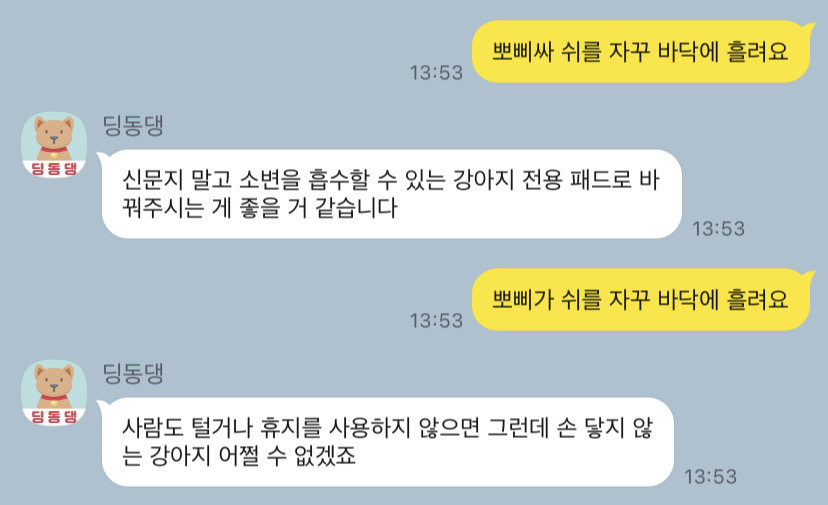 뽀삐싸 쉬를 자꾸 바닥에 흘려요
13:53
딩동댕
딩동댕
신문지 말고 소변을 흡수할 수 있는 강아지 전용 패드로 바
꿔주시는 게 좋을 거 같습니다
13:53
뽀삐가 쉬를 자꾸 바닥에 흘려요
13:53
딩동댕
딩동댕
사람도 털거나 휴지를 사용하지 않으면 그런데 손 닿지 않
는 강아지 어쩔 수 없겠죠
13:53